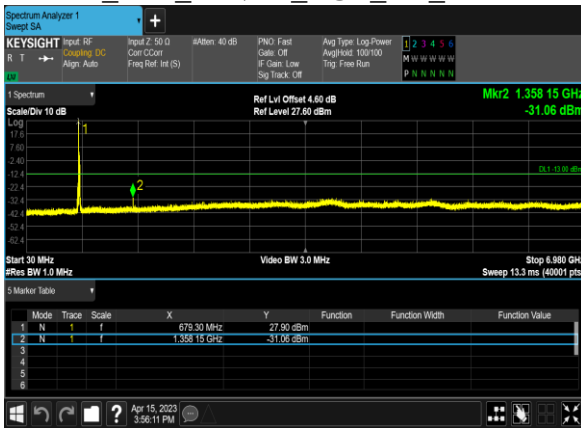 Spectrum Analyzer 1
Swept SA
KEYSIGHT
R T
LV
Input: RF
Coupling: DC
Align: Auto
Input Z: 50 Ω
Corr CCorr
Freq Ref: Int (S)
#Atten: 40 dB
PNO: Fast
Gate: Off
IF Gain: Low
Sig Track: Off
Avg Type: Log-Power
Avg|Hold: 100/100
Trig: Free Run
1 2 3 4 5 6
M W W W W W
P N N N N N
1 Spectrum
Scale/Div 10 dB
Ref Lvl Offset 4.60 dB
Ref Level 27.60 dBm
Mkr2 1.358 15 GHz
-31.06 dBm
Log
17.6
7.60
-2.40
-12.4
-22.4
-32.4
-42.4
-52.4
-62.4
1
2
DL1 -13.00 dBm
Start 30 MHz
#Res BW 1.0 MHz
Video BW 3.0 MHz
Stop 6.980 GHz
Sweep 13.3 ms (40001 pts)
5 Marker Table
Mode Trace Scale X Y Function Function Width Function Value
1 N 1 f 679.30 MHz 27.90 dBm
2 N 1 f 1.358 15 GHz -31.06 dBm
3
4
5
6
?
Apr 15, 2023
3:56:11 PM